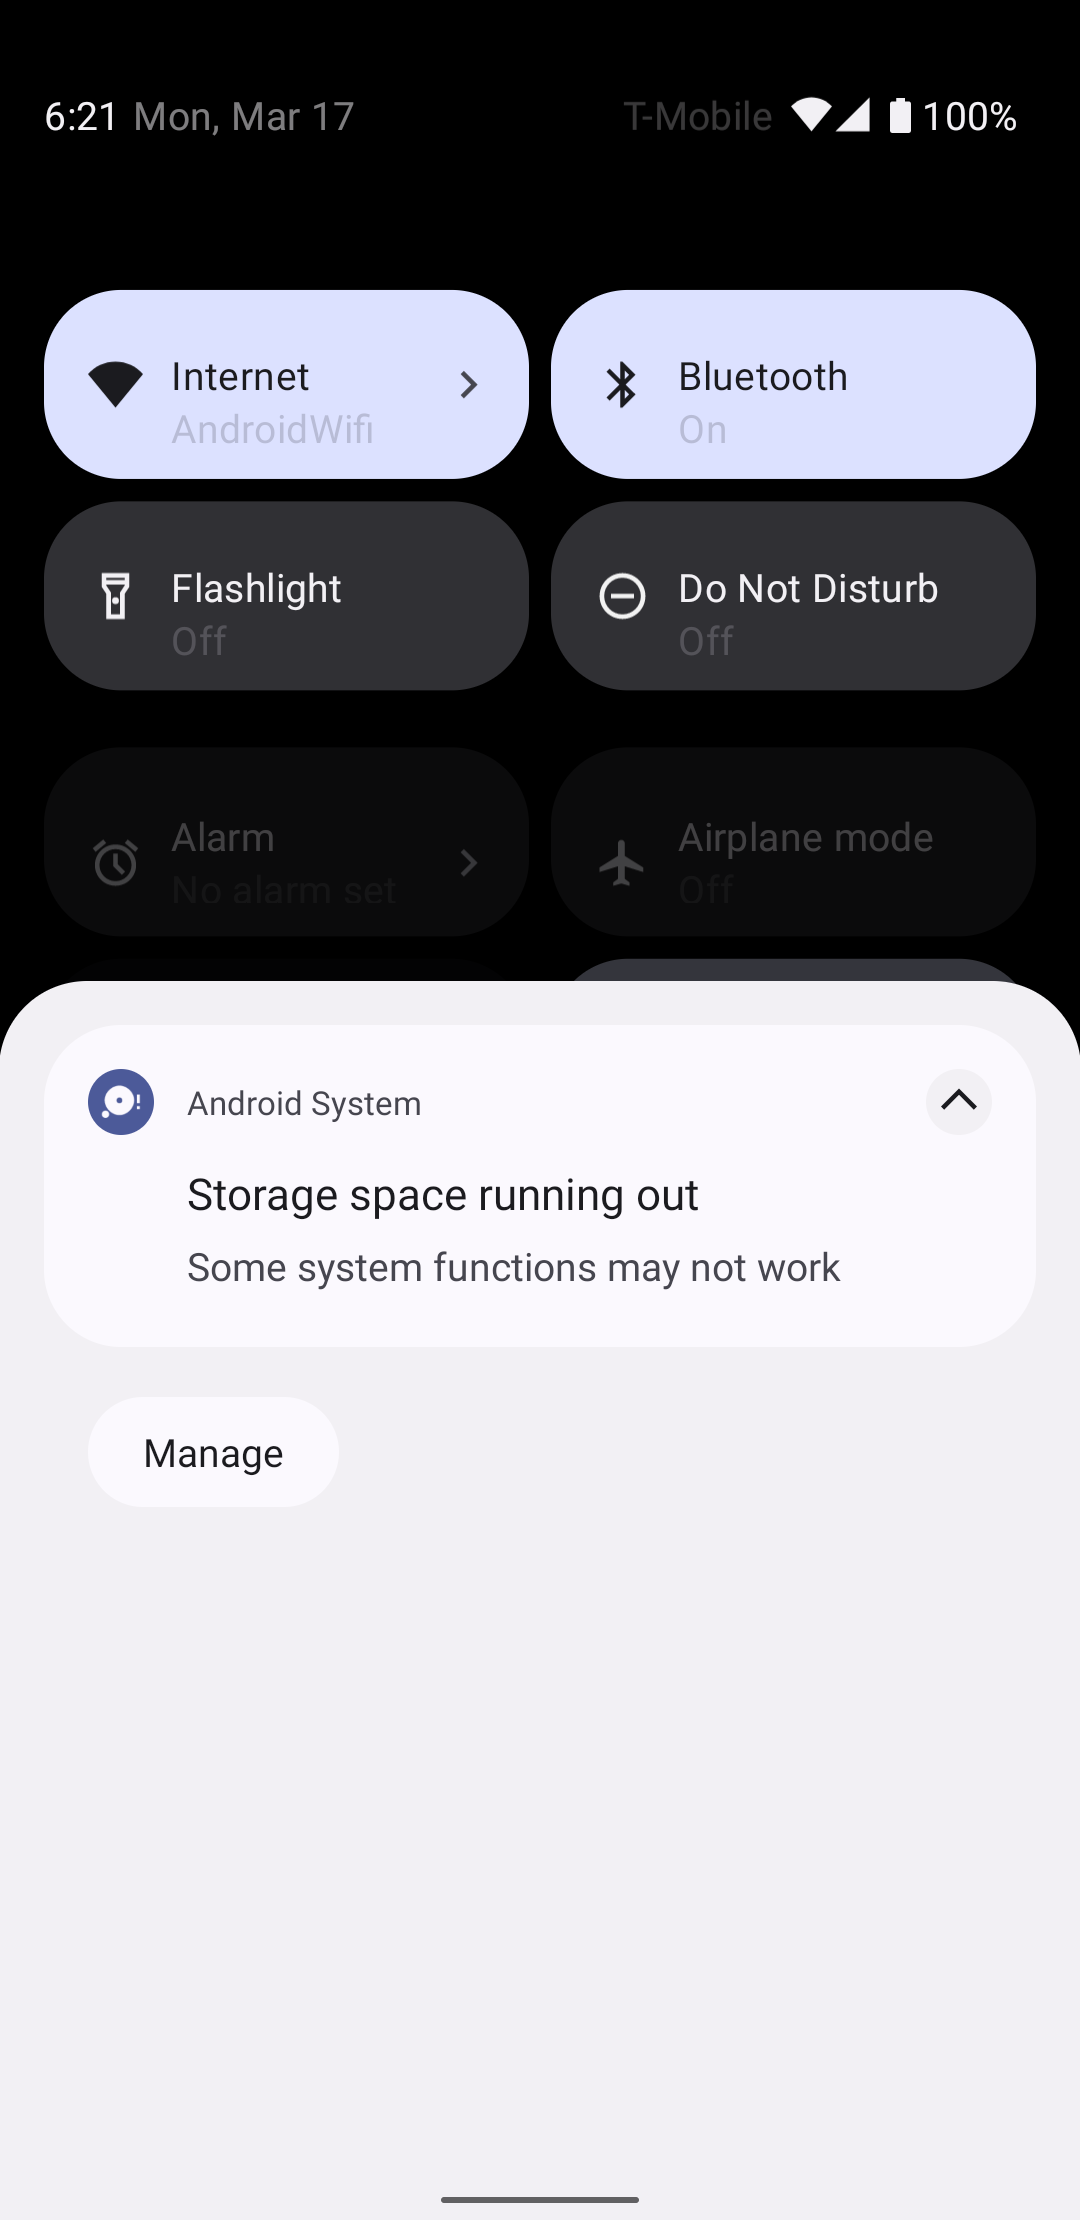 6:21 Mon, Mar 17 T-Mobile 100%
Internet
AndroidWifi
Bluetooth
On
Flashlight
Off
Do Not Disturb
Off
Alarm
No alarm set
Airplane mode
Off
Android System
Storage space running out
Some system functions may not work
Manage